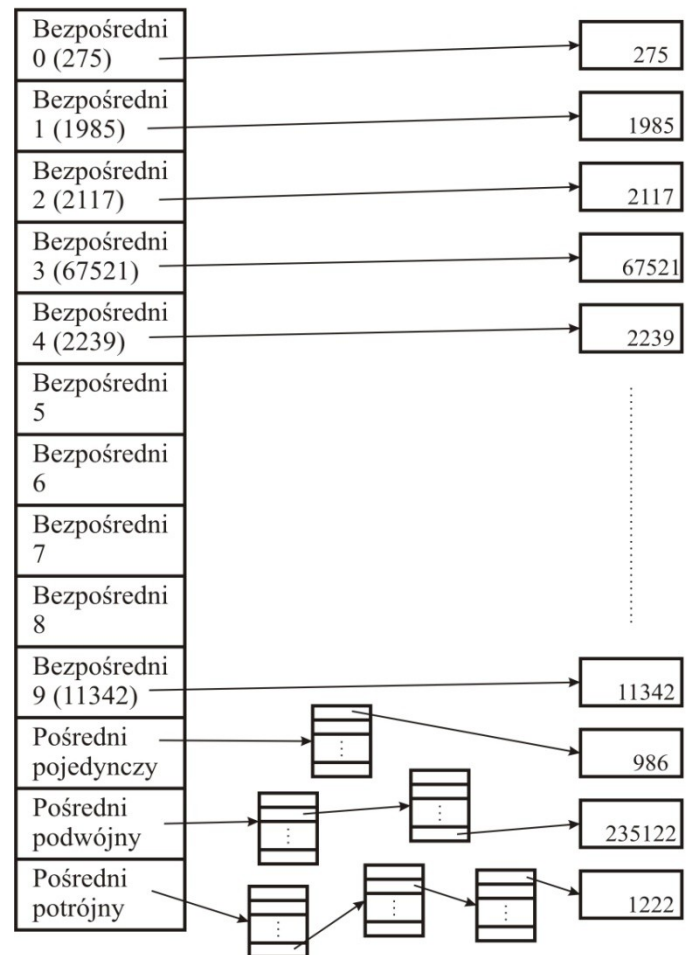 Bezpośredni
0 (275)
275
Bezpośredni
1 (1985)
1985
Bezpośredni
2 (2117)
2117
Bezpośredni
3 (67521)
67521
Bezpośredni
4 (2239)
2239
Bezpośredni
5
Bezpośredni
6
Bezpośredni
7
Bezpośredni
8
Bezpośredni
9 (11342)
11342
Pośredni
pojedynczy
986
Pośredni
podwójny
235122
Pośredni
potrójny
1222